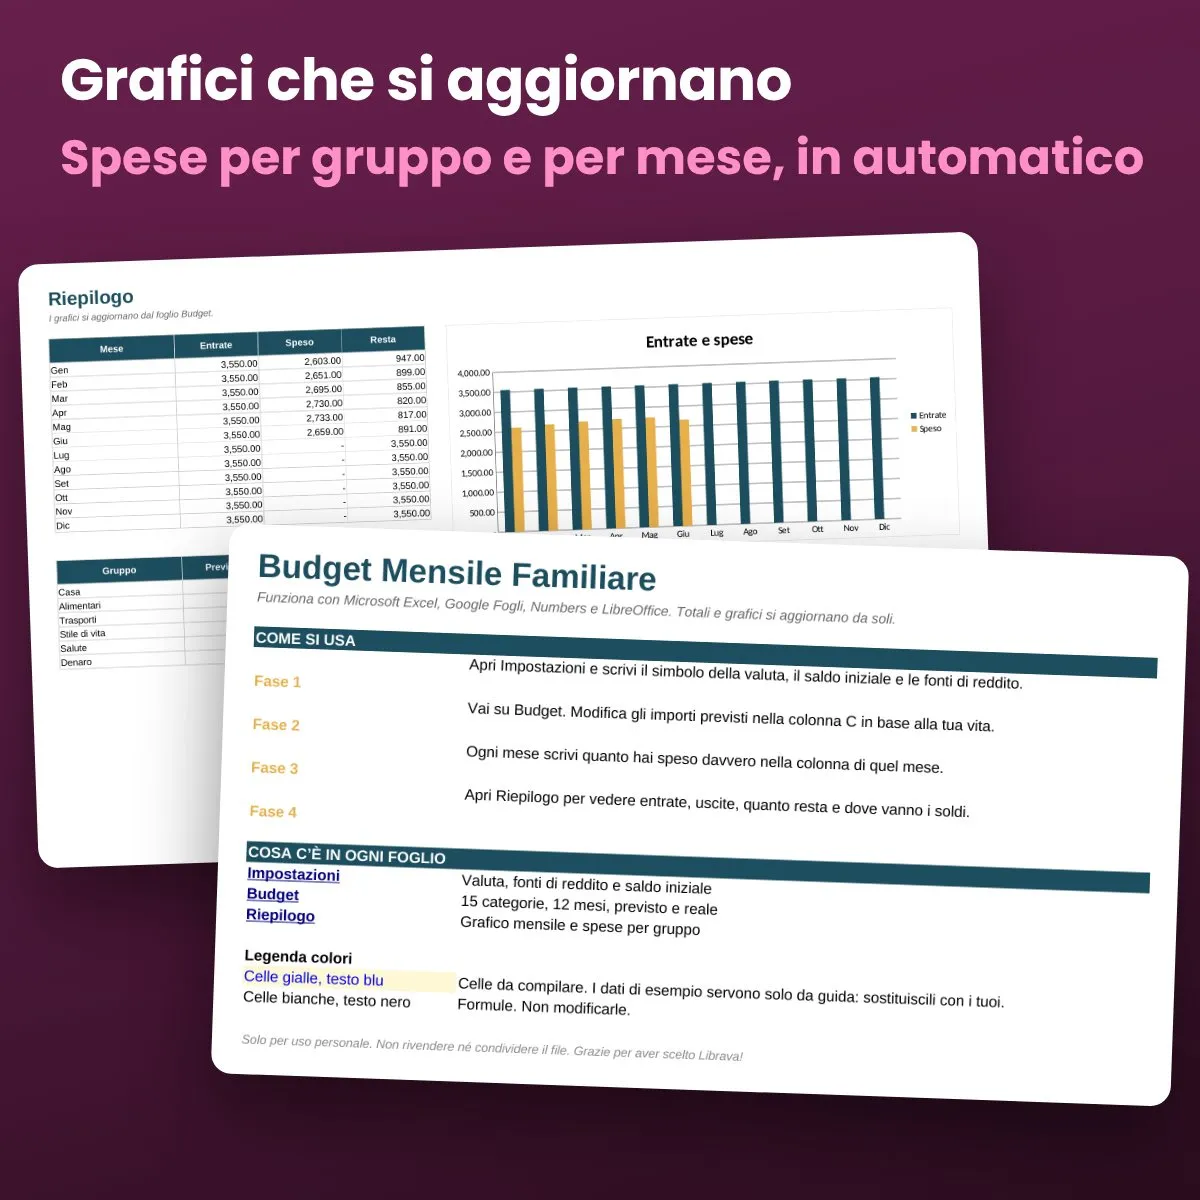 Grafici che si aggiornano
Spese per gruppo e per mese, in automatico
Riepilogo
I grafici si aggiornano dal foglio Budget.
Mese Entrate Speso Resta
Gen 3,550.00 2,603.00 947.00
Feb 3,550.00 2,651.00 899.00
Mar 3,550.00 2,695.00 855.00
Apr 3,550.00 2,730.00 820.00
Mag 3,550.00 2,733.00 817.00
Giu 3,550.00 2,659.00 891.00
Lug 3,550.00 - 3,550.00
Ago 3,550.00 - 3,550.00
Set 3,550.00 - 3,550.00
Ott 3,550.00 - 3,550.00
Nov 3,550.00 - 3,550.00
Dic 3,550.00 - 3,550.00
Entrate e spese
4,000.00
3,500.00
3,000.00
2,500.00
2,000.00
1,500.00
1,000.00
500.00
Apr Mag Giu Lug Ago Set Ott Nov Dic
Entrate
Speso
Gruppo
Casa
Alimentari
Trasporti
Stile di vita
Salute
Denaro
Budget Mensile Familiare
Funziona con Microsoft Excel, Google Fogli, Numbers e LibreOffice. Totali e grafici si aggiornano da soli.
COME SI USA
Fase 1 Apri Impostazioni e scrivi il simbolo della valuta, il saldo iniziale e le fonti di reddito.
Fase 2 Vai su Budget. Modifica gli importi previsti nella colonna C in base alla tua vita.
Fase 3 Ogni mese scrivi quanto hai speso davvero nella colonna di quel mese.
Fase 4 Apri Riepilogo per vedere entrate, uscite, quanto resta e dove vanno i soldi.
COSA C’È IN OGNI FOGLIO
Impostazioni Valuta, fonti di reddito e saldo iniziale
Budget 15 categorie, 12 mesi, previsto e reale
Riepilogo Grafico mensile e spese per gruppo
Legenda colori
Celle gialle, testo blu Celle da compilare. I dati di esempio servono solo da guida: sostituiscili con i tuoi.
Celle bianche, testo nero Formule. Non modificarle.
Solo per uso personale. Non rivendere né condividere il file. Grazie per aver scelto Librava!